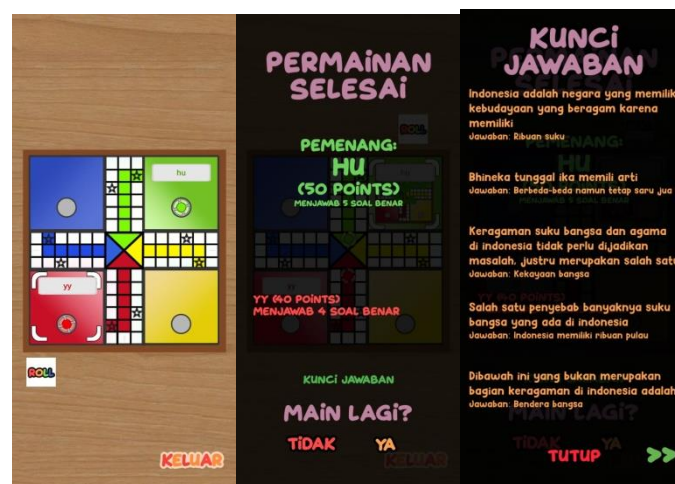 hu
yy
ROLL
KELUAR
PERMAINAN
SELESAI
ROLL
PEMENANG:
HU
(50 POINTS)
MENJAWAB 5 SOAL BENAR
YY (40 POINTS)
MENJAWAB 4 SOAL BENAR
KUNCI JAWABAN
MAIN LAGI?
TIDAK YA
KELUAR
KUNCI
JAWABAN
Indonesia adalah negara yang memilik
kebudayaan yang beragam karena
memiliki
Jawaban: Ribuan suku
Bhineka tunggal ika memili arti
Jawaban: Berbeda-beda namun tetap saru jua
Keragaman suku bangsa dan agama
di indonesia tidak perlu dijadikan
masalah, justru merupakan salah satu
Jawaban: Kekayaan bangsa
Salah satu penyebab banyaknya suku
bangsa yang ada di indonesia
Jawaban: Indonesia memiliki ribuan pulau
Dibawah ini yang bukan merupakan
bagian keragaman di indonesia adalah
Jawaban: Bendera bangsa
TUTUP >>